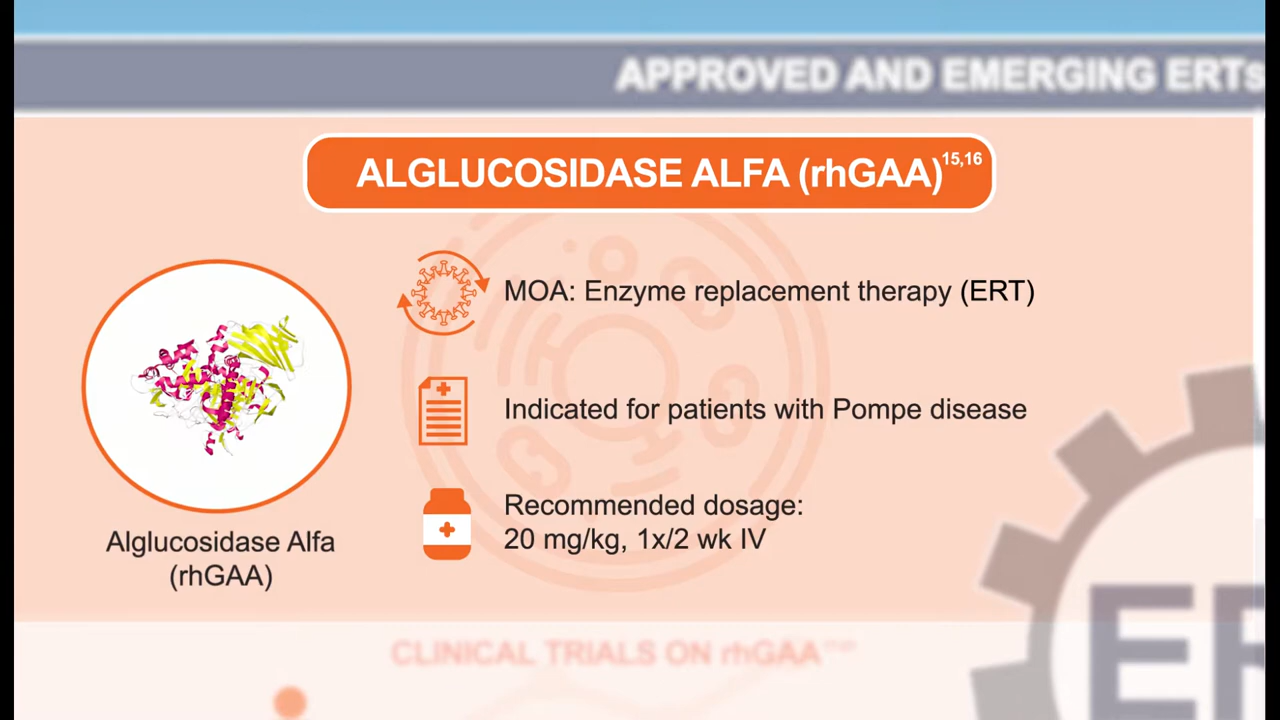 APPROVED AND EMERGING ERTs
ALGLUCOSIDASE ALFA (rhGAA)15,16
MOA: Enzyme replacement therapy (ERT)
Indicated for patients with Pompe disease
Recommended dosage:
20 mg/kg, 1x/2 wk IV
Alglucosidase Alfa
(rhGAA)
CLINICAL TRIALS ON rhGAA